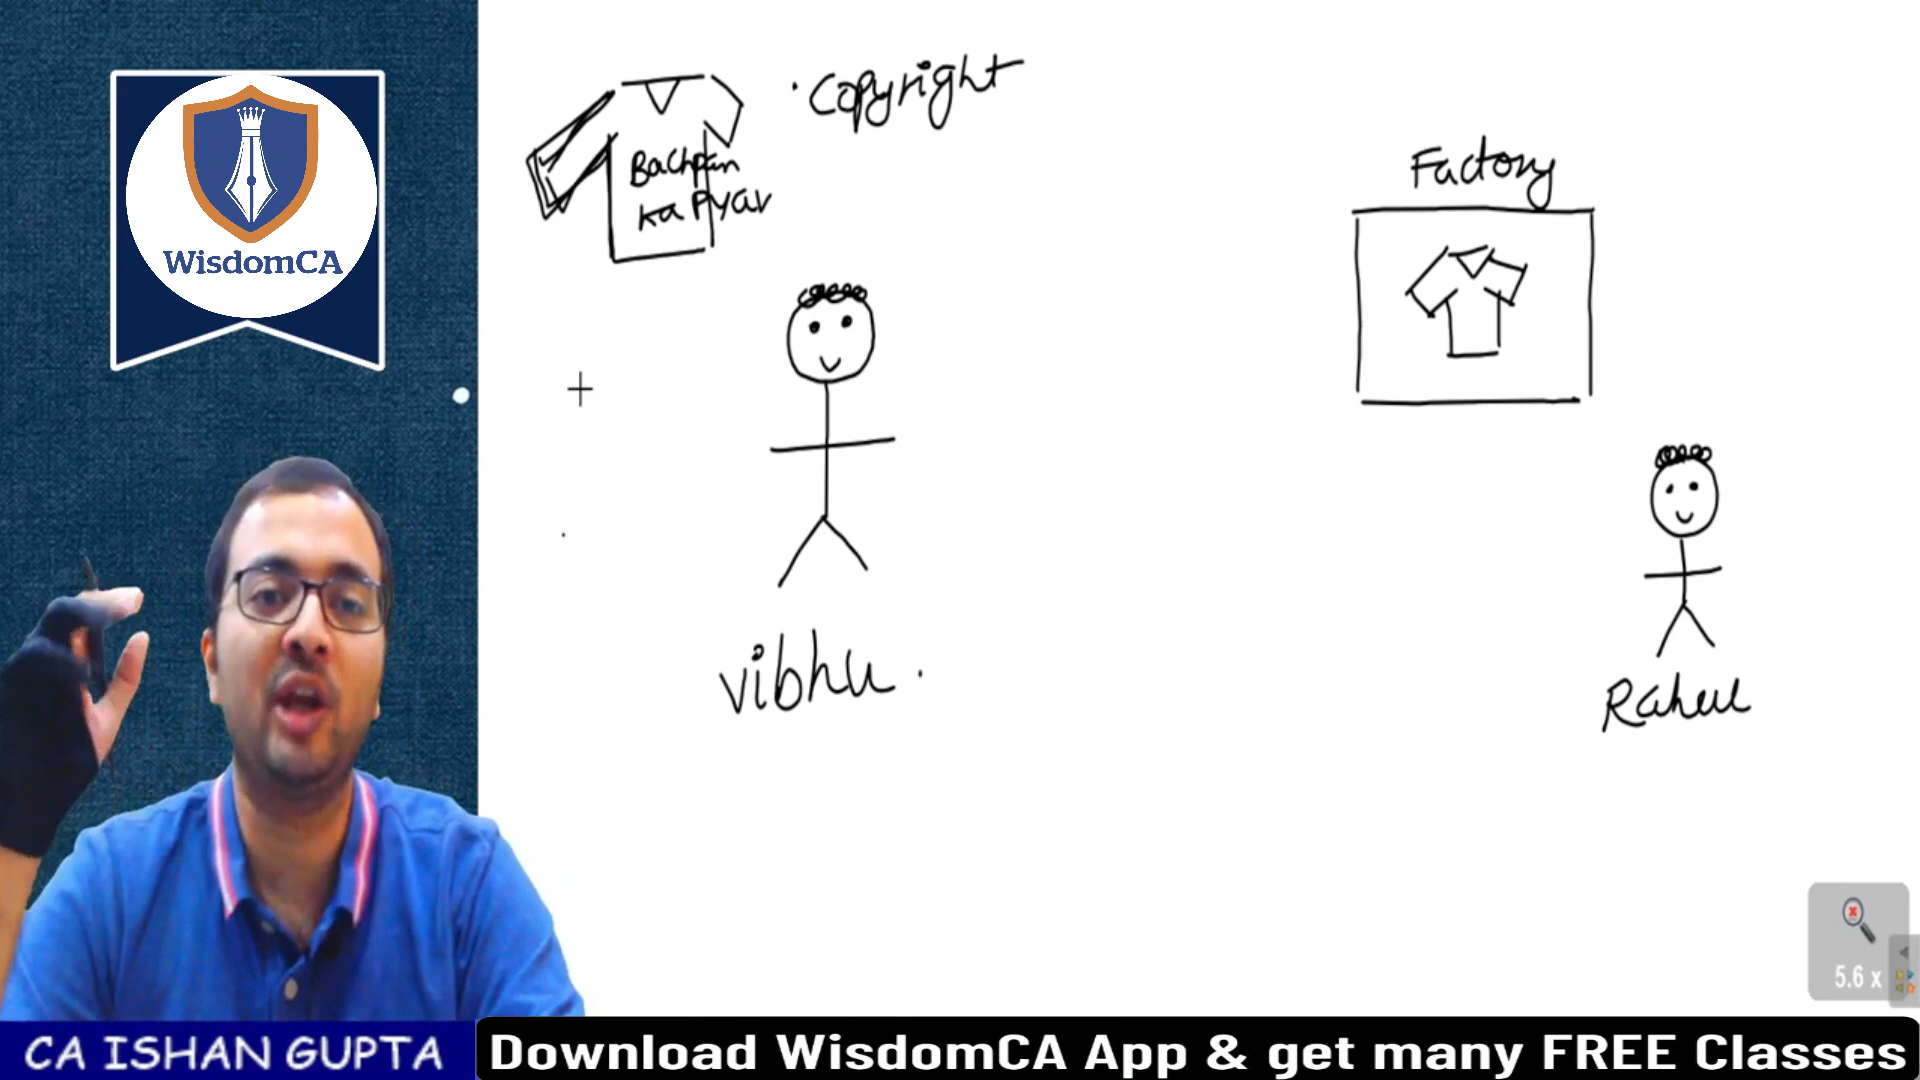 WisdomCA
Copyright
Bachpan
Ka Pyar
Factory
Vibhu
Rahul
5.6 x
CA ISHAN GUPTA
Download WisdomCA App & get many FREE Classes